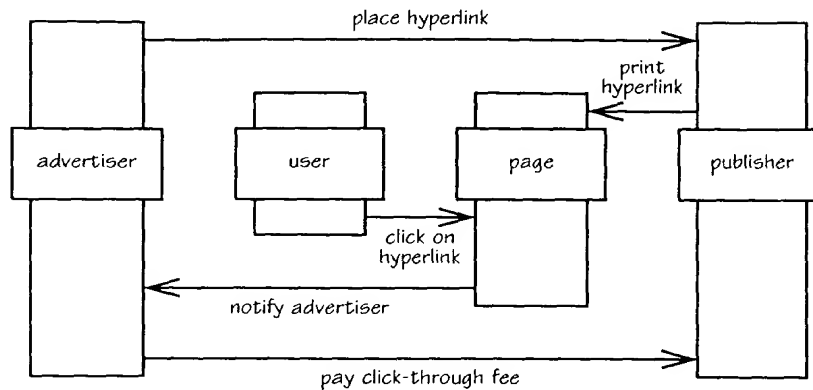 place hyperlink
print
hyperlink
advertiser
user
page
publisher
click on
hyperlink
notify advertiser
pay click-through fee